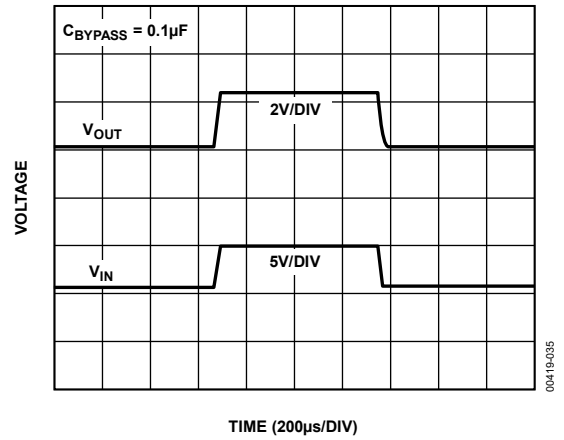 C_BYPASS = 0.1µF
2V/DIV
V_OUT
VOLTAGE
5V/DIV
V_IN
00419-035
TIME (200µs/DIV)